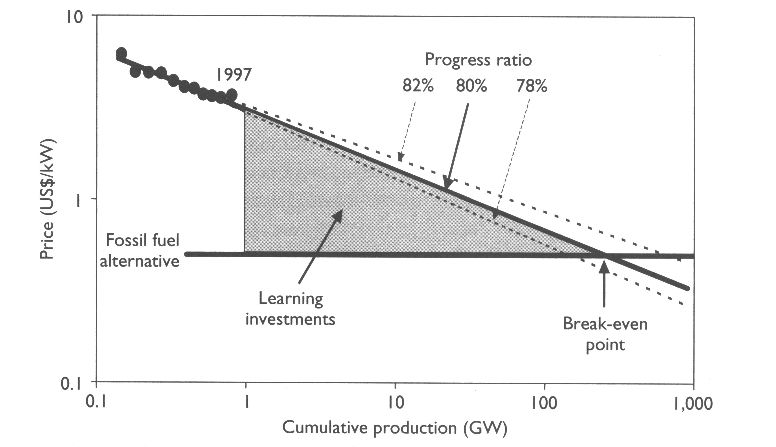 10
Progress ratio
1997
82% 80% 78%
Price (US$/kW)
1
Fossil fuel
alternative
Learning
investments
Break-even
point
0.1
0.1 1 10 100 1,000
Cumulative production (GW)